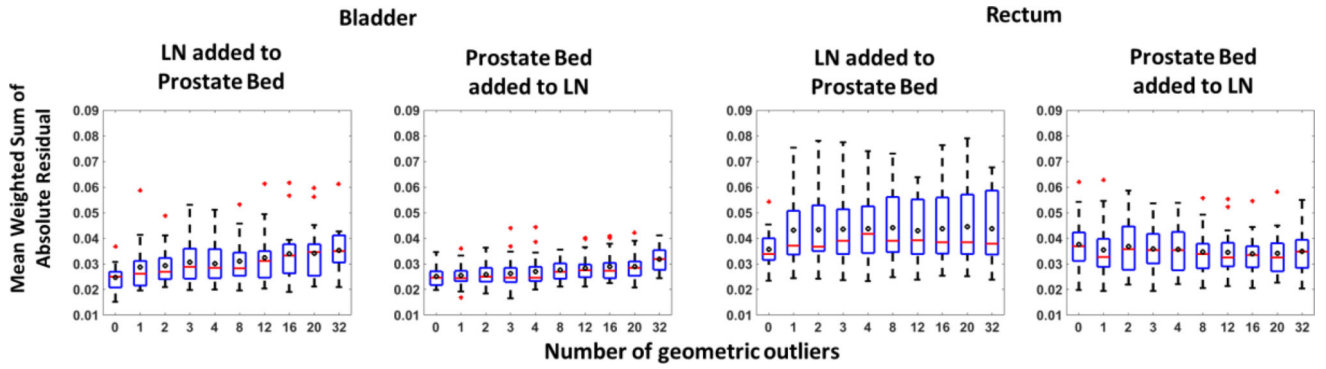 Bladder
Rectum
LN added to
Prostate Bed
Prostate Bed
added to LN
LN added to
Prostate Bed
Prostate Bed
added to LN
Mean Weighted Sum of
Absolute Residual
0.09
0.08
0.07
0.06
0.05
0.04
0.03
0.02
0.01
0 1 2 3 4 8 12 16 20 32
0.09
0.08
0.07
0.06
0.05
0.04
0.03
0.02
0.01
0 1 2 3 4 8 12 16 20 32
0.09
0.08
0.07
0.06
0.05
0.04
0.03
0.02
0.01
0 1 2 3 4 8 12 16 20 32
0.09
0.08
0.07
0.06
0.05
0.04
0.03
0.02
0.01
0 1 2 3 4 8 12 16 20 32
Number of geometric outliers